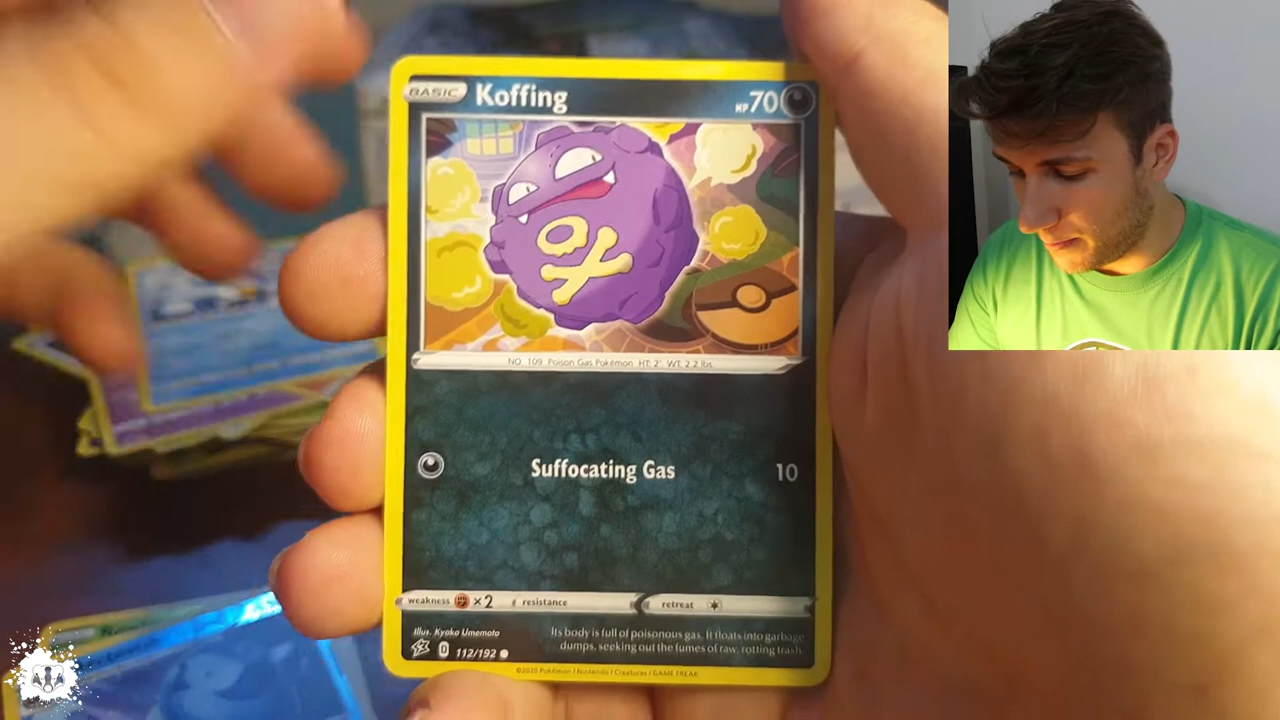 BASIC Koffing HP 70
NO. 109 Poison Gas Pokémon HT: 2' WT: 2.2 lbs.
Suffocating Gas 10
weakness ×2 resistance retreat
Illus. Kyoko Umemoto
Its body is full of poisonous gas. It floats into garbage
dumps, seeking out the fumes of raw, rotting trash.
D 112/192
©2020 Pokémon / Nintendo / Creatures / GAME FREAK